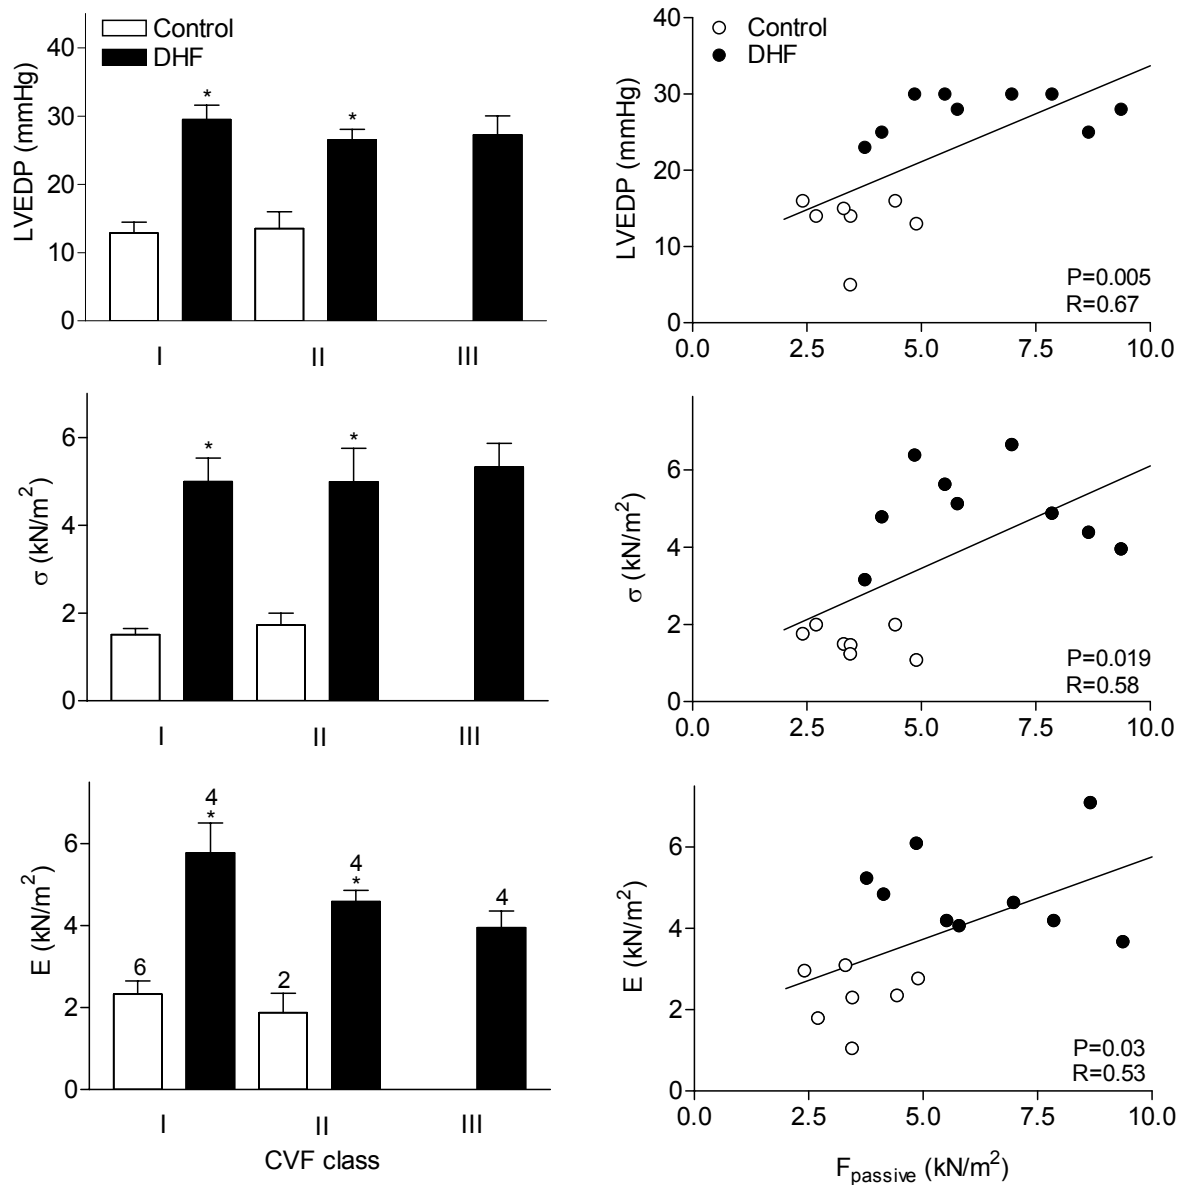 Control
DHF
LVEDP (mmHg)
40
30
20
10
0
*
*
I
II
III
Control
DHF
LVEDP (mmHg)
40
30
20
10
0
P=0.005
R=0.67
0.0
2.5
5.0
7.5
10.0
σ (kN/m²)
6
4
2
0
*
*
I
II
III
σ (kN/m²)
6
4
2
0
P=0.019
R=0.58
0.0
2.5
5.0
7.5
10.0
E (kN/m²)
6
4
2
0
6
4
*
2
4
*
4
I
II
III
CVF class
E (kN/m²)
6
4
2
0
P=0.03
R=0.53
0.0
2.5
5.0
7.5
10.0
Fpassive (kN/m²)